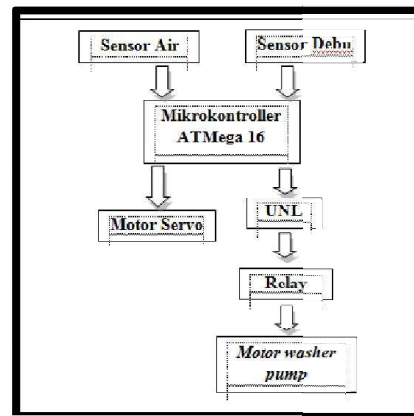 Sensor Air
Sensor Debu
Mikrokontroller
ATMega 16
Motor Servo
UNL
Relay
Motor washer
pump